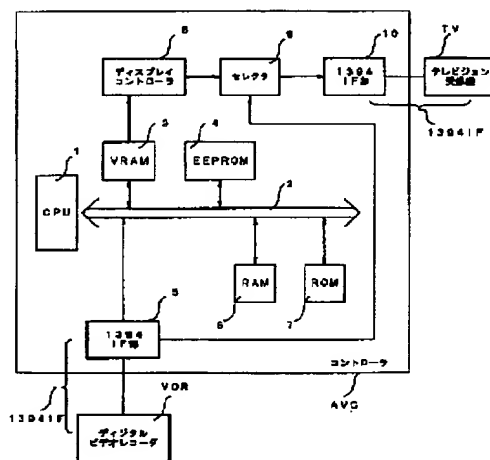 8
9
10
TV
ディスプレイ
コントローラ
セレクタ
1394
IF部
テレビジョン
受像機
1394IF
3
4
1
VRAM
EEPROM
2
CPU
RAM
ROM
6
7
5
1394
IF部
コントローラ
AVC
VDR
1394IF
ディジタル
ビデオレコーダ